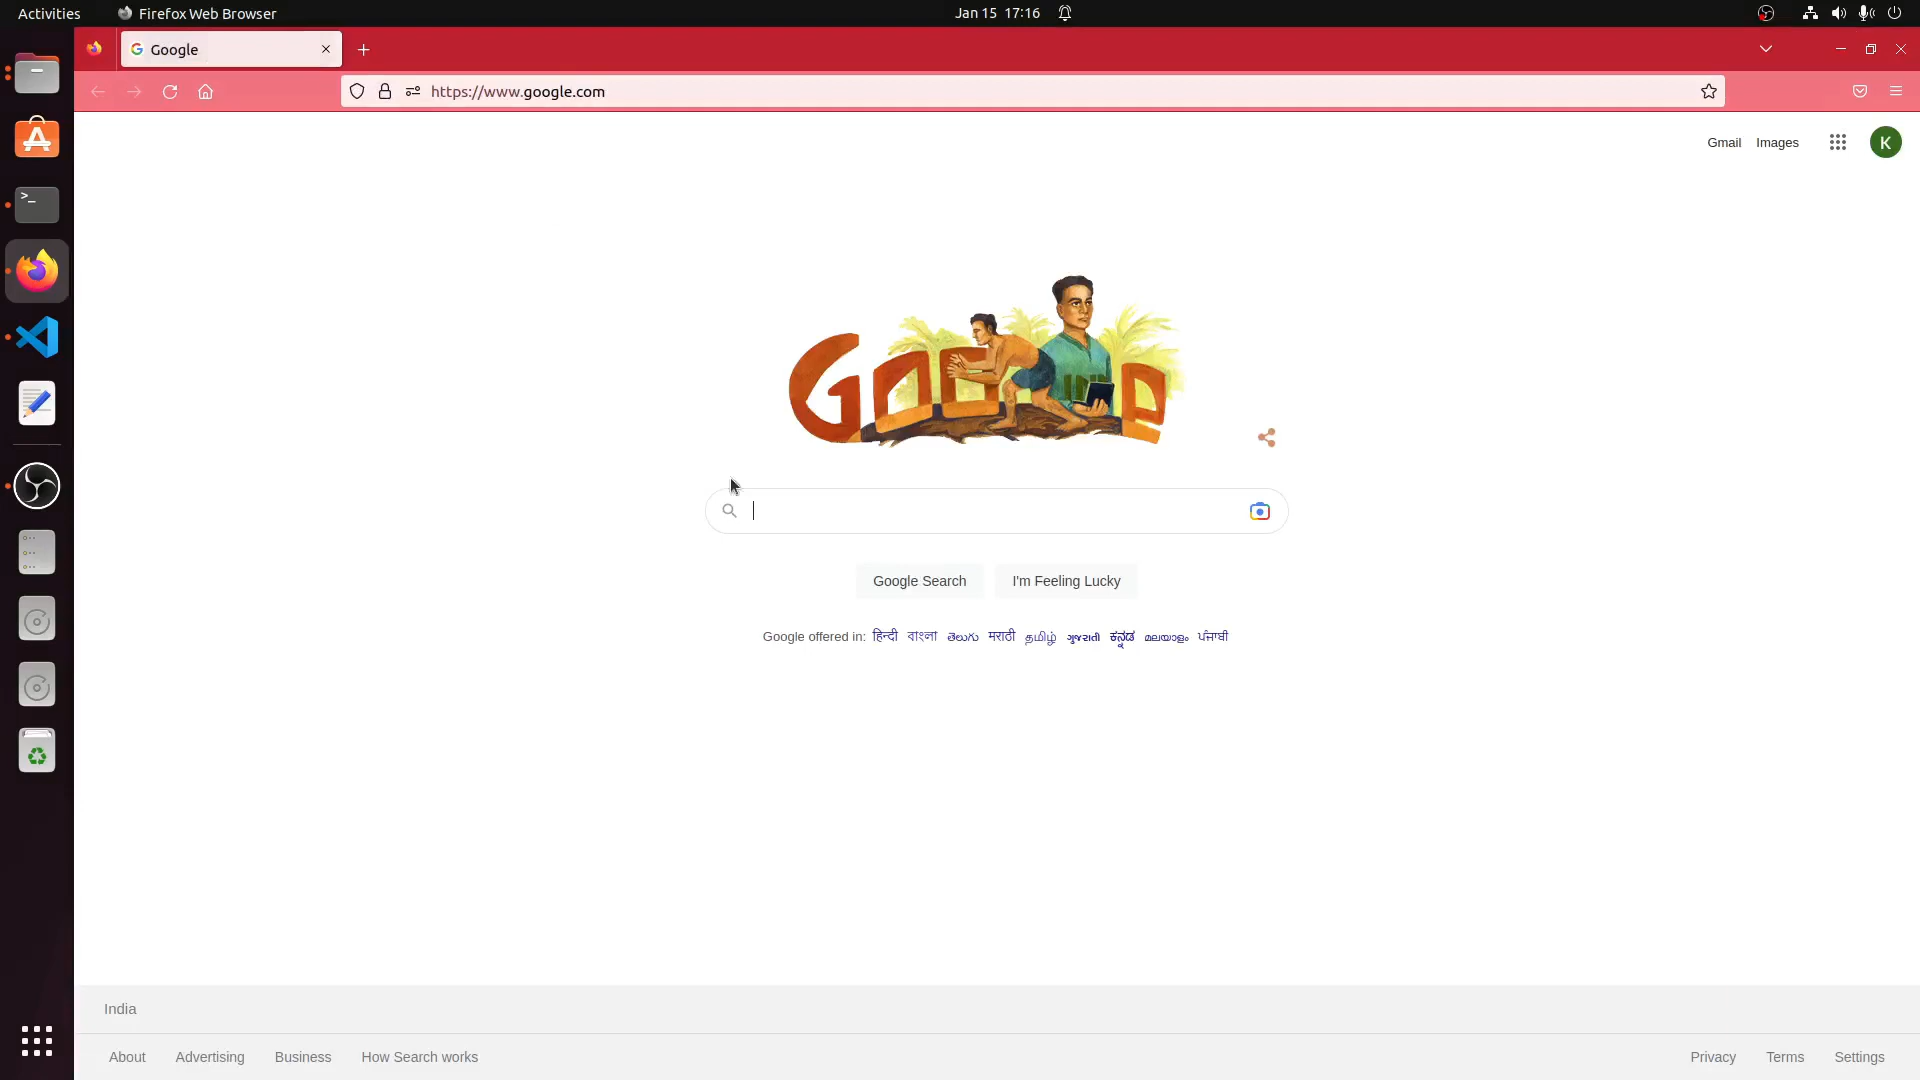 Activities
Firefox Web Browser
Jan 15 17:16
Google
https://www.google.com
Gmail
Images
K
Google Search
I'm Feeling Lucky
Google offered in: हिन्दी বাংলা తెలుగు मराठी தமிழ் ગુજરાતી ಕನ್ನಡ മലയാളം ਪੰਜਾਬੀ
India
About
Advertising
Business
How Search works
Privacy
Terms
Settings